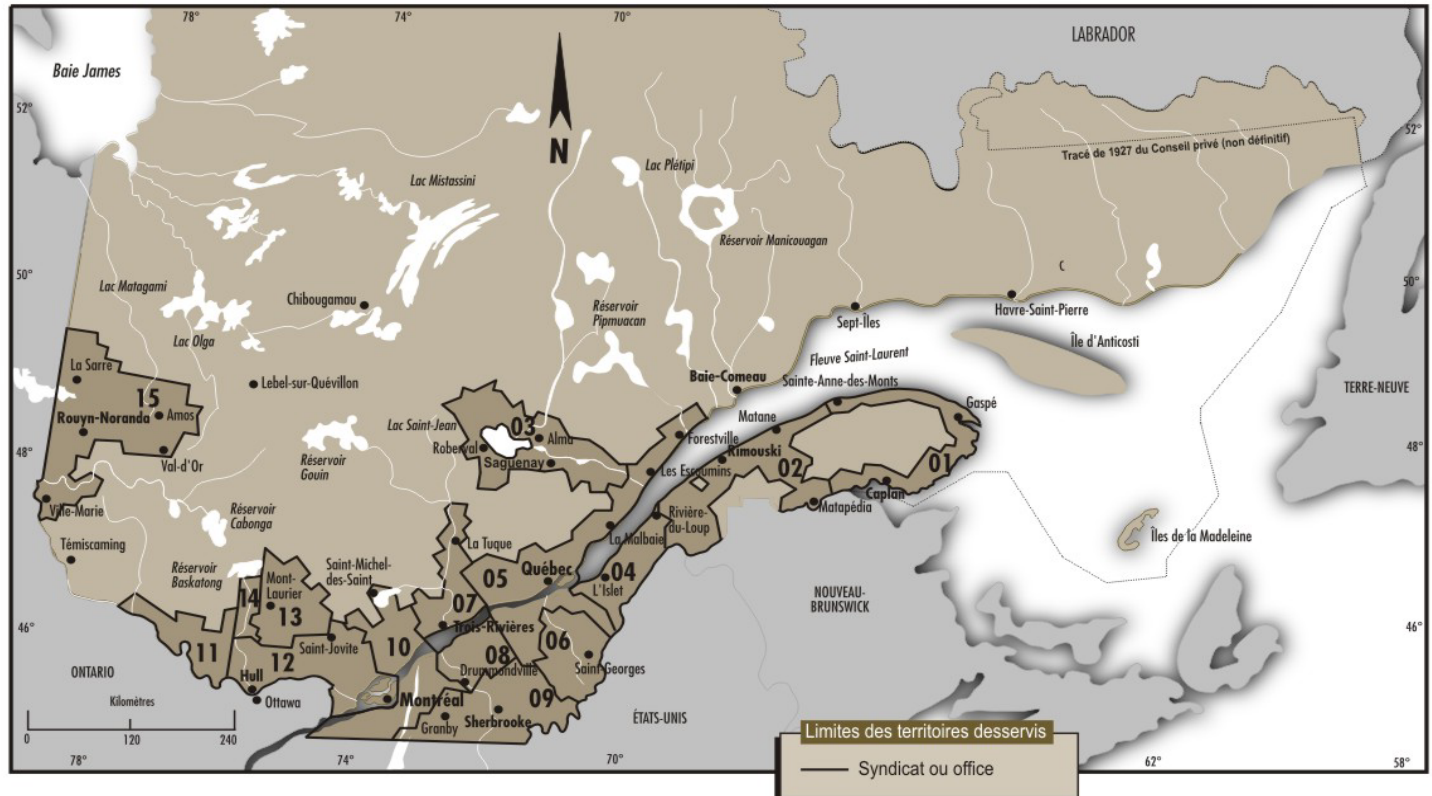 78°
74°
70°
LABRADOR
Baie James
52°
52°
N
Tracé de 1927 du Conseil privé (non définitif)
Lac Plétipi
Lac Mistassini
Réservoir Manicouagan
C
50°
50°
Lac Matagami
Chibougamau
Havre-Saint-Pierre
Réservoir
Pipmuacan
Sept-Îles
Lac Olga
Île d'Anticosti
Fleuve Saint-Laurent
La Sarre
Lebel-sur-Quévillon
Baie-Comeau
Sainte-Anne-des-Monts
TERRE-NEUVE
15
Amos
Rouyn-Noranda
Lac Saint-Jean
03
Alma
Matane
Gaspé
Forestville
48°
48°
Val-d'Or
Roberval
Saguenay
Rimouski
Réservoir
Gouin
Les Escoumins
02
01
Caplan
Ville-Marie
Réservoir
Cabonga
Matapédia
Rivière-
du-Loup
Témiscaming
La Tuque
La Malbaie
Îles de la Madeleine
Réservoir
Baskatong
Saint-Michel-
des-Saint
Québec
05
04
L'Islet
Mont-
Laurier
14
13
07
NOUVEAU-
BRUNSWICK
46°
46°
Trois-Rivières
11
12
Saint-Jovite
10
06
08
Saint-Georges
ONTARIO
Hull
Drummondville
Ottawa
Montréal
09
Kilomètres
Granby
Sherbrooke
ÉTATS-UNIS
0
120
240
78°
74°
70°
62°
58°
Limites des territoires desservis
Syndicat ou office